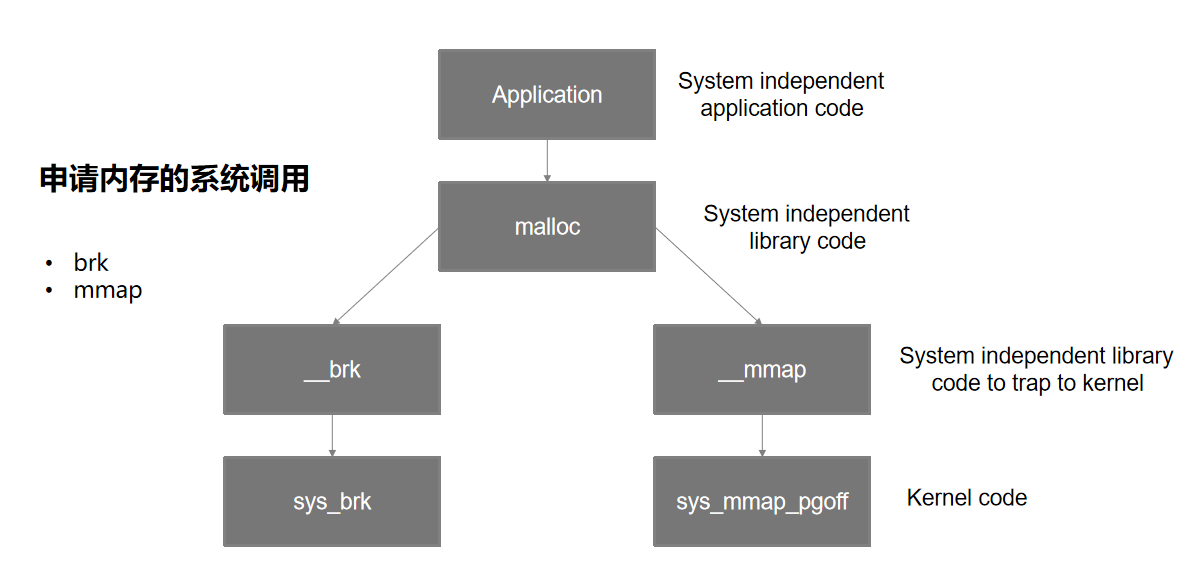 Application
System independent
application code
申请内存的系统调用
• brk
• mmap
malloc
System independent
library code
__brk
__mmap
System independent library
code to trap to kernel
sys_brk
sys_mmap_pgoff
Kernel code